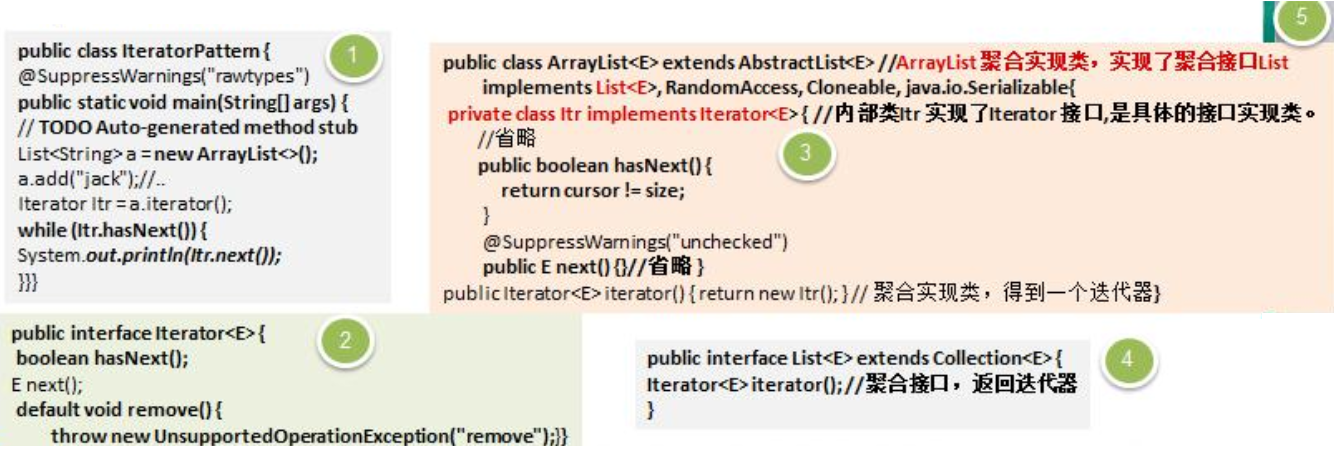 1
public class IteratorPattern {
@SuppressWarnings("rawtypes")
public static void main(String[] args) {
// TODO Auto-generated method stub
List<String> a = new ArrayList<>();
a.add("jack");//..
Iterator Itr = a.iterator();
while (Itr.hasNext()) {
System.out.println(Itr.next());
}}}
2
public interface Iterator<E> {
boolean hasNext();
E next();
default void remove() {
throw new UnsupportedOperationException("remove");}}
5
public class ArrayList<E> extends AbstractList<E> //ArrayList 聚合实现类，实现了聚合接口List
implements List<E>, RandomAccess, Cloneable, java.io.Serializable{
private class Itr implements Iterator<E> { //内部类Itr 实现了Iterator 接口,是具体的接口实现类。
//省略
3
public boolean hasNext() {
return cursor != size;
}
@SuppressWarnings("unchecked")
public E next() {}//省略 }
public Iterator<E> iterator() { return new Itr(); } // 聚合实现类，得到一个迭代器}
4
public interface List<E> extends Collection<E> {
Iterator<E> iterator();//聚合接口，返回迭代器
}